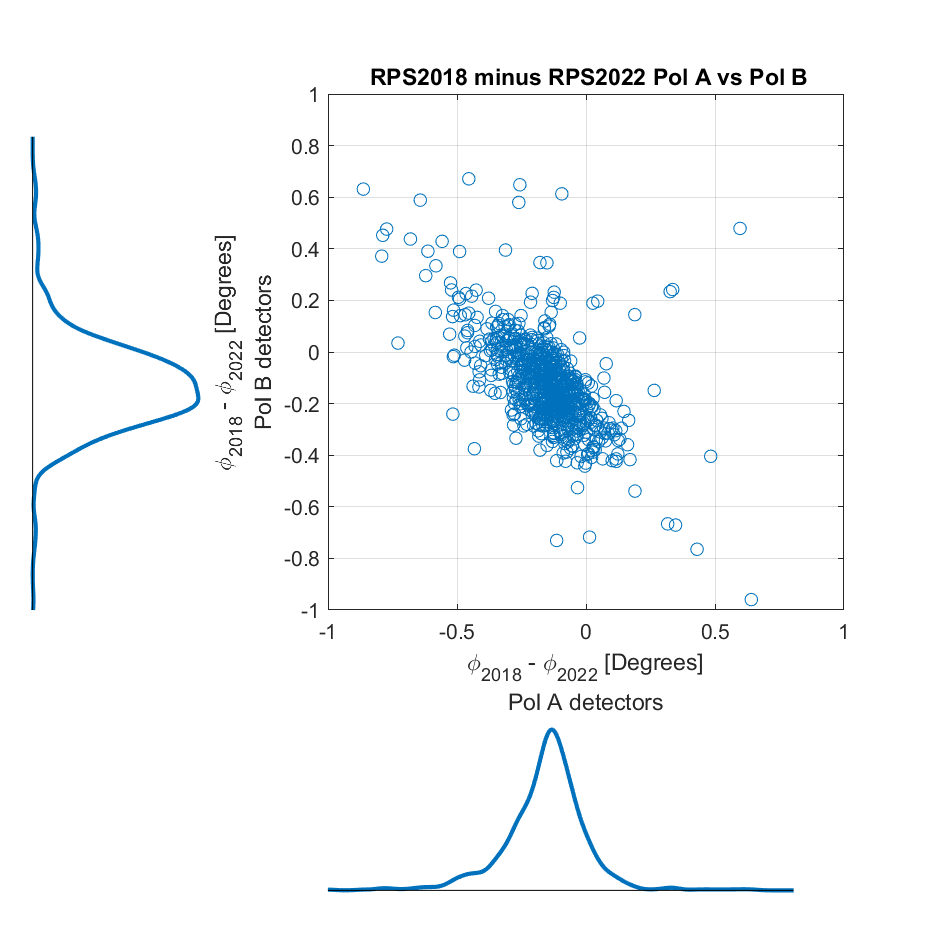 RPS2018 minus RPS2022 Pol A vs Pol B
1
0.8
0.6
0.4
0.2
0
-0.2
-0.4
-0.6
-0.8
-1
ϕ2018 - ϕ2022 [Degrees]
Pol B detectors
-1 -0.5 0 0.5 1
ϕ2018 - ϕ2022 [Degrees]
Pol A detectors